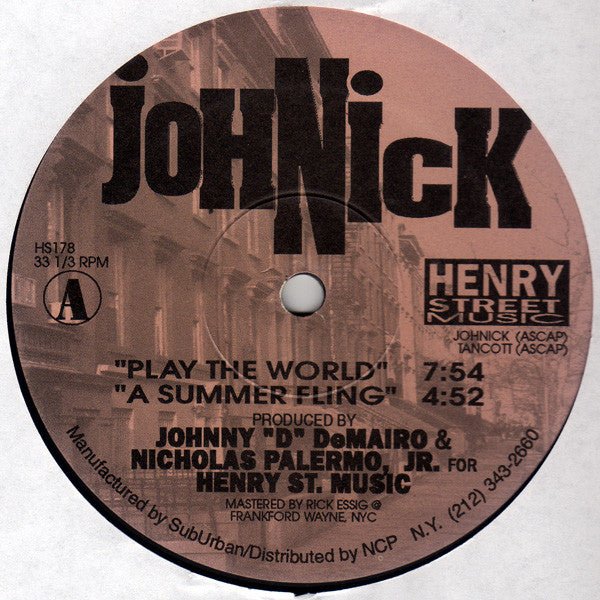 johNick
HS178
33 1/3 RPM
A
HENRY
STREET
MUSIC
JOHNICK (ASCAP)
TANCOTT (ASCAP)
"PLAY THE WORLD" 7:54
"A SUMMER FLING" 4:52
PRODUCED BY
JOHNNY "D" DeMAIRO &
NICHOLAS PALERMO, JR. FOR
HENRY ST. MUSIC
MASTERED BY RICK ESSIG @
FRANKFORD WAYNE, NYC
Manufactured by SubUrban/Distributed by NCP N.Y. (212) 343-2660